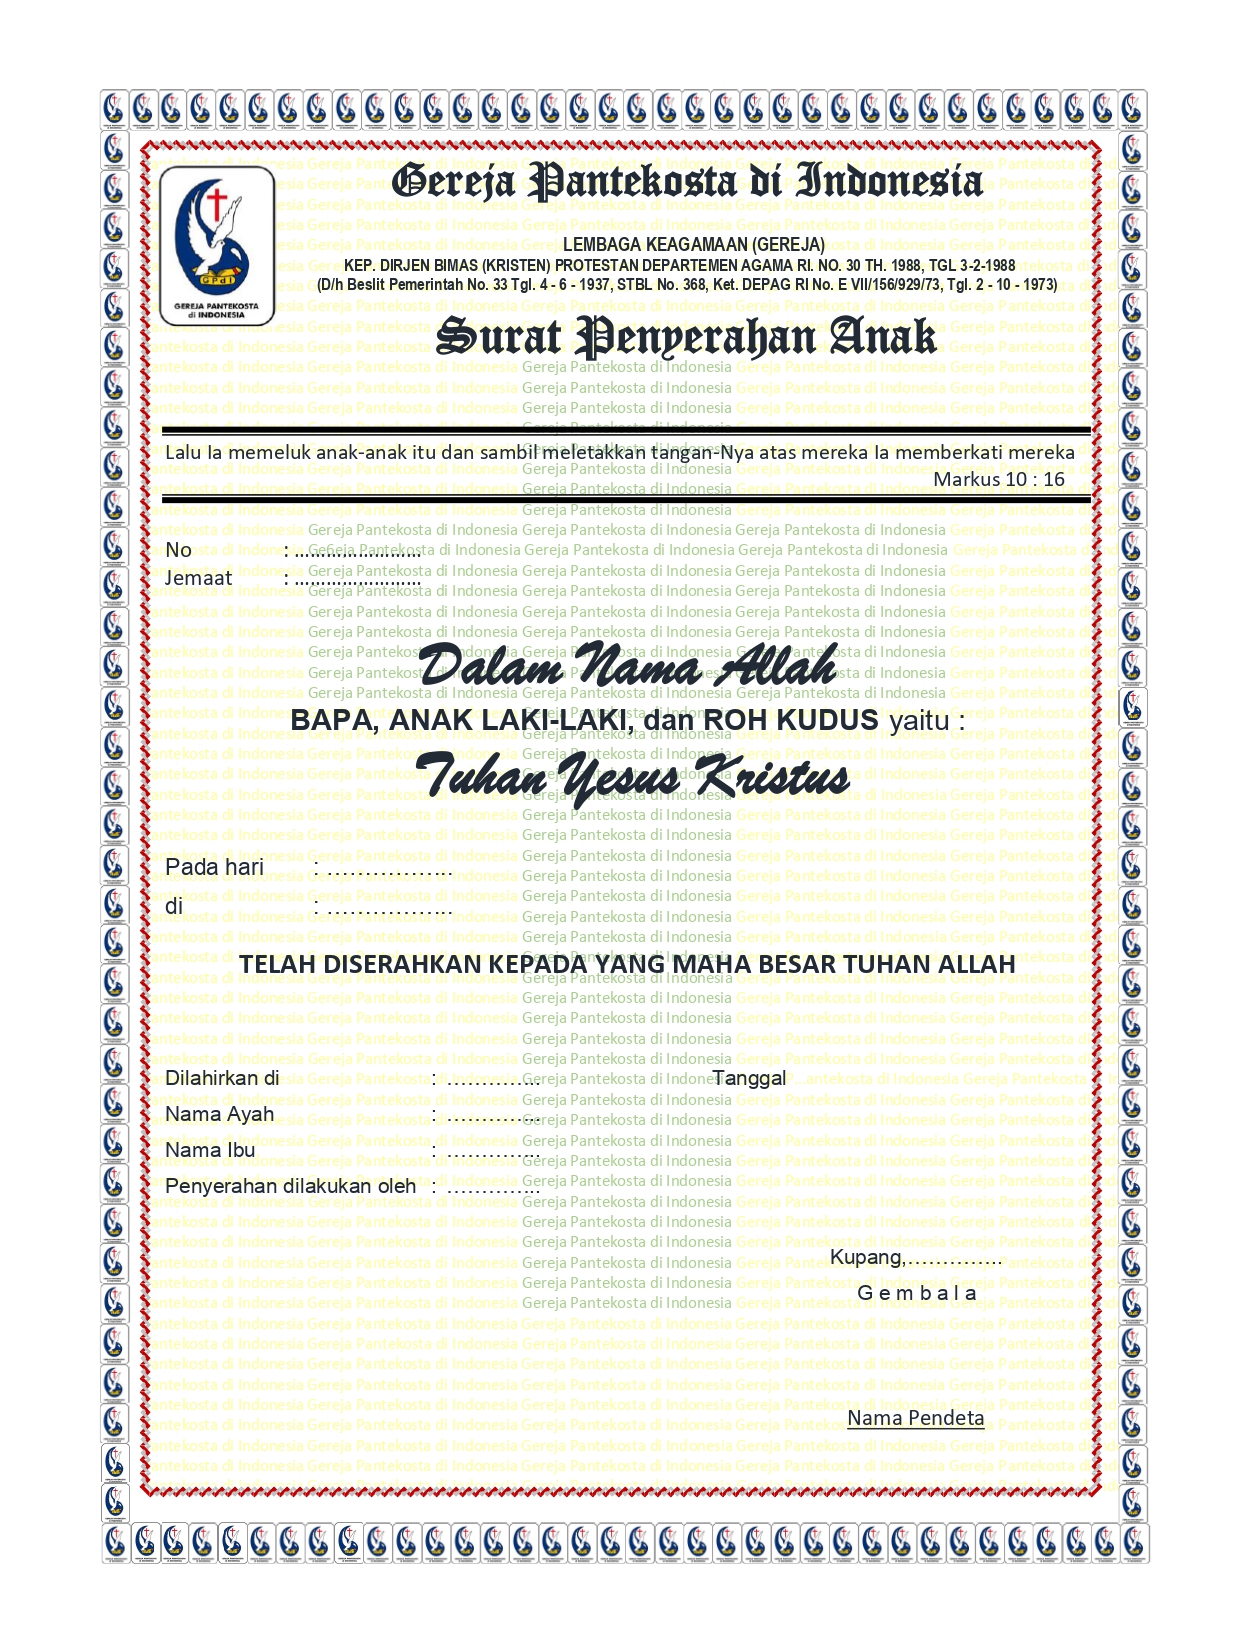 Gereja Pantekosta di Indonesia
LEMBAGA KEAGAMAAN (GEREJA)
KEP. DIRJEN BIMAS (KRISTEN) PROTESTAN DEPARTEMEN AGAMA RI. NO. 30 TH. 1988, TGL 3-2-1988
(D/h Beslit Pemerintah No. 33 Tgl. 4 - 6 - 1937, STBL No. 368, Ket. DEPAG RI No. E VII/156/929/73, Tgl. 2 - 10 - 1973)
GPdI
GEREJA PANTEKOSTA
di INDONESIA
Surat Penyerahan Anak
Lalu Ia memeluk anak-anak itu dan sambil meletakkan tangan-Nya atas mereka Ia memberkati mereka
Markus 10 : 16
No : ........................
Jemaat : ........................
Dalam Nama Allah
BAPA, ANAK LAKI-LAKI, dan ROH KUDUS yaitu :
Tuhan Yesus Kristus
Pada hari : ……………..
di : ……………..
TELAH DISERAHKAN KEPADA YANG MAHA BESAR TUHAN ALLAH
Dilahirkan di : ………….. Tanggal
Nama Ayah : …………..
Nama Ibu : …………..
Penyerahan dilakukan oleh : …………..
Kupang,…………..
G e m b a l a
Nama Pendeta